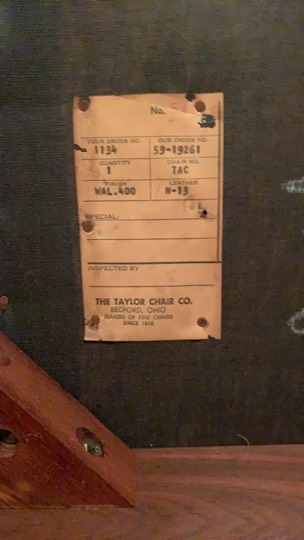 No.
YOUR ORDER NO. OUR ORDER NO.
1134 59-19261
QUANTITY CHAIR NO.
1 TAC
FINISH LEATHER
WAL.400 N-13
SPECIAL:
INSPECTED BY
THE TAYLOR CHAIR CO.
BEDFORD, OHIO
MAKERS OF FINE CHAIRS
SINCE 1816